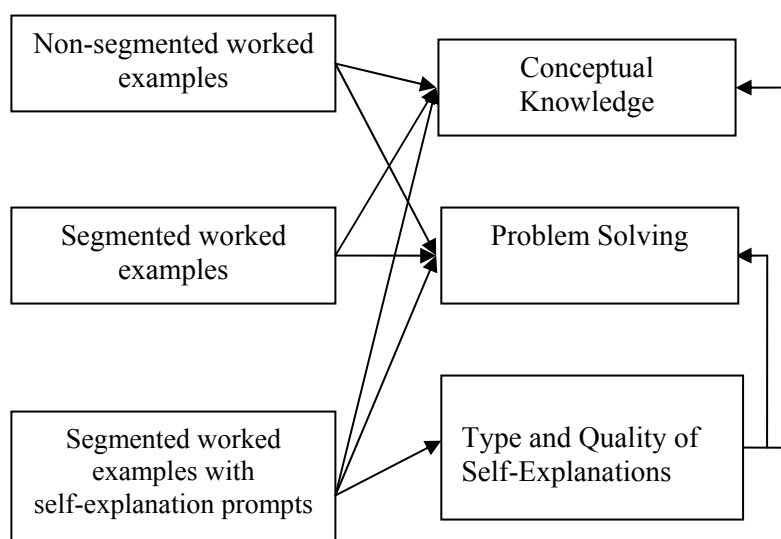 Non-segmented worked
examples
Conceptual
Knowledge
Segmented worked
examples
Problem Solving
Segmented worked
examples with
self-explanation prompts
Type and Quality of
Self-Explanations